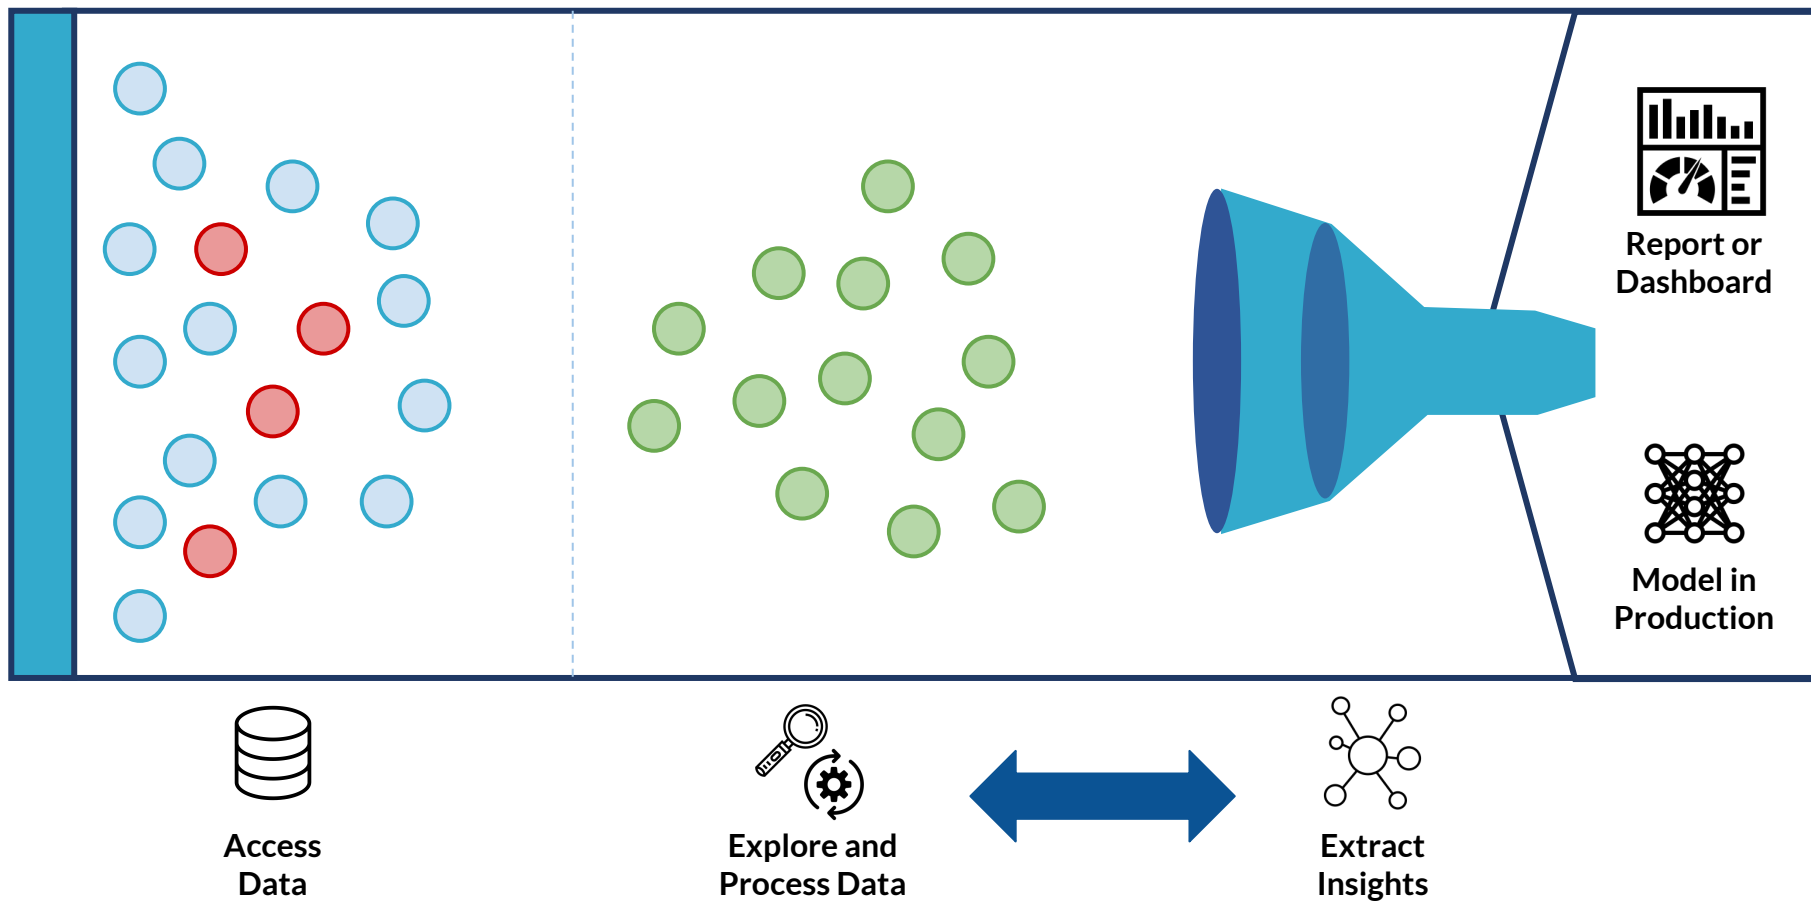 Report or
Dashboard
Model in
Production
Access
Data
Explore and
Process Data
Extract
Insights